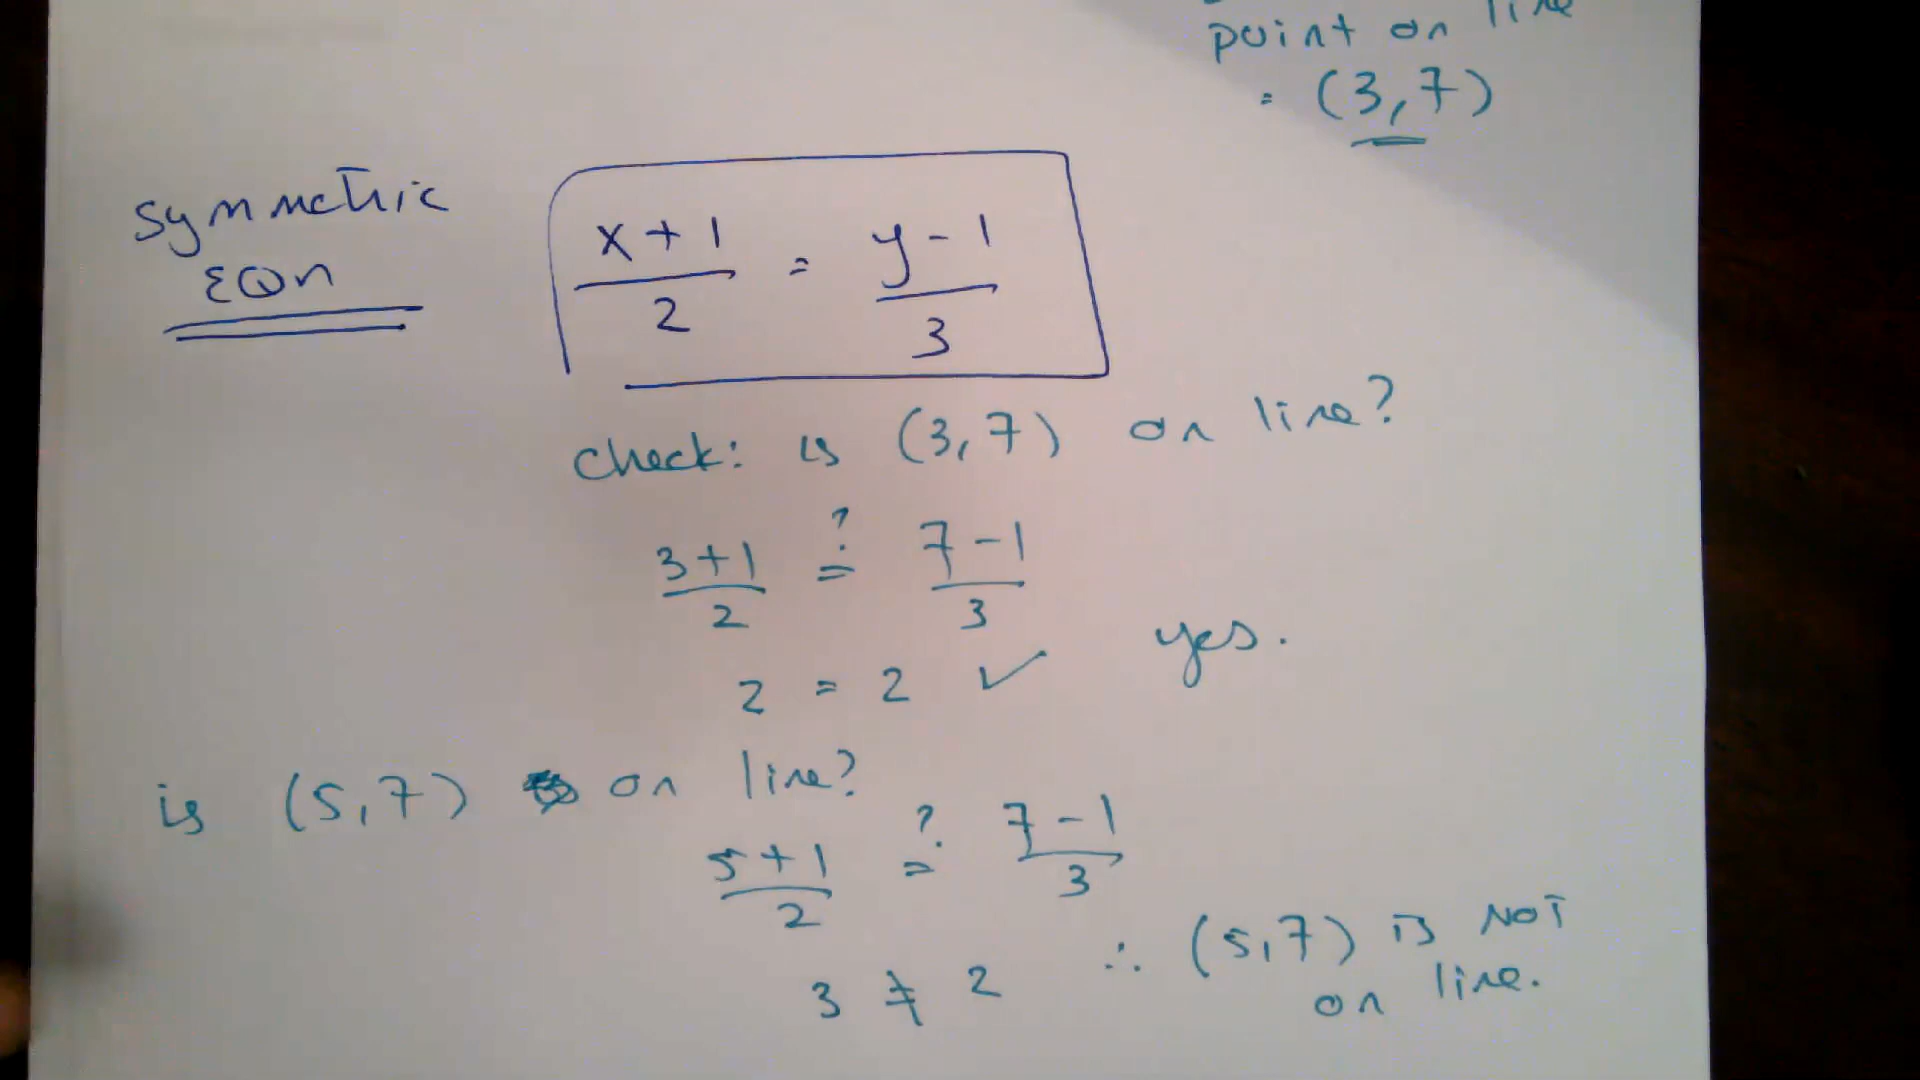 point on line
= (3,7)
symmetric
EQn
x+1 / 2 = y-1 / 3
check: is (3,7) on line?
3+1 / 2 ?= 7-1 / 3
2 = 2 ✓ yes.
is (5,7) on line?
5+1 / 2 ?= 7-1 / 3
3 ≠ 2 ∴ (5,7) is NOT
on line.